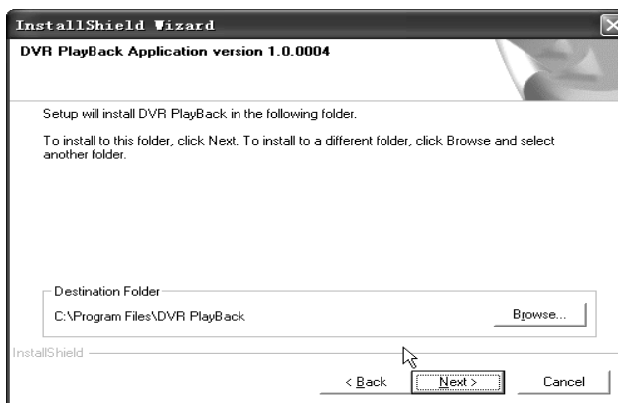 InstallShield Wizard
DVR PlayBack Application version 1.0.0004
Setup will install DVR PlayBack in the following folder.
To install to this folder, click Next. To install to a different folder, click Browse and select
another folder.
Destination Folder
C:\Program Files\DVR PlayBack
Browse...
InstallShield
< Back
Next >
Cancel